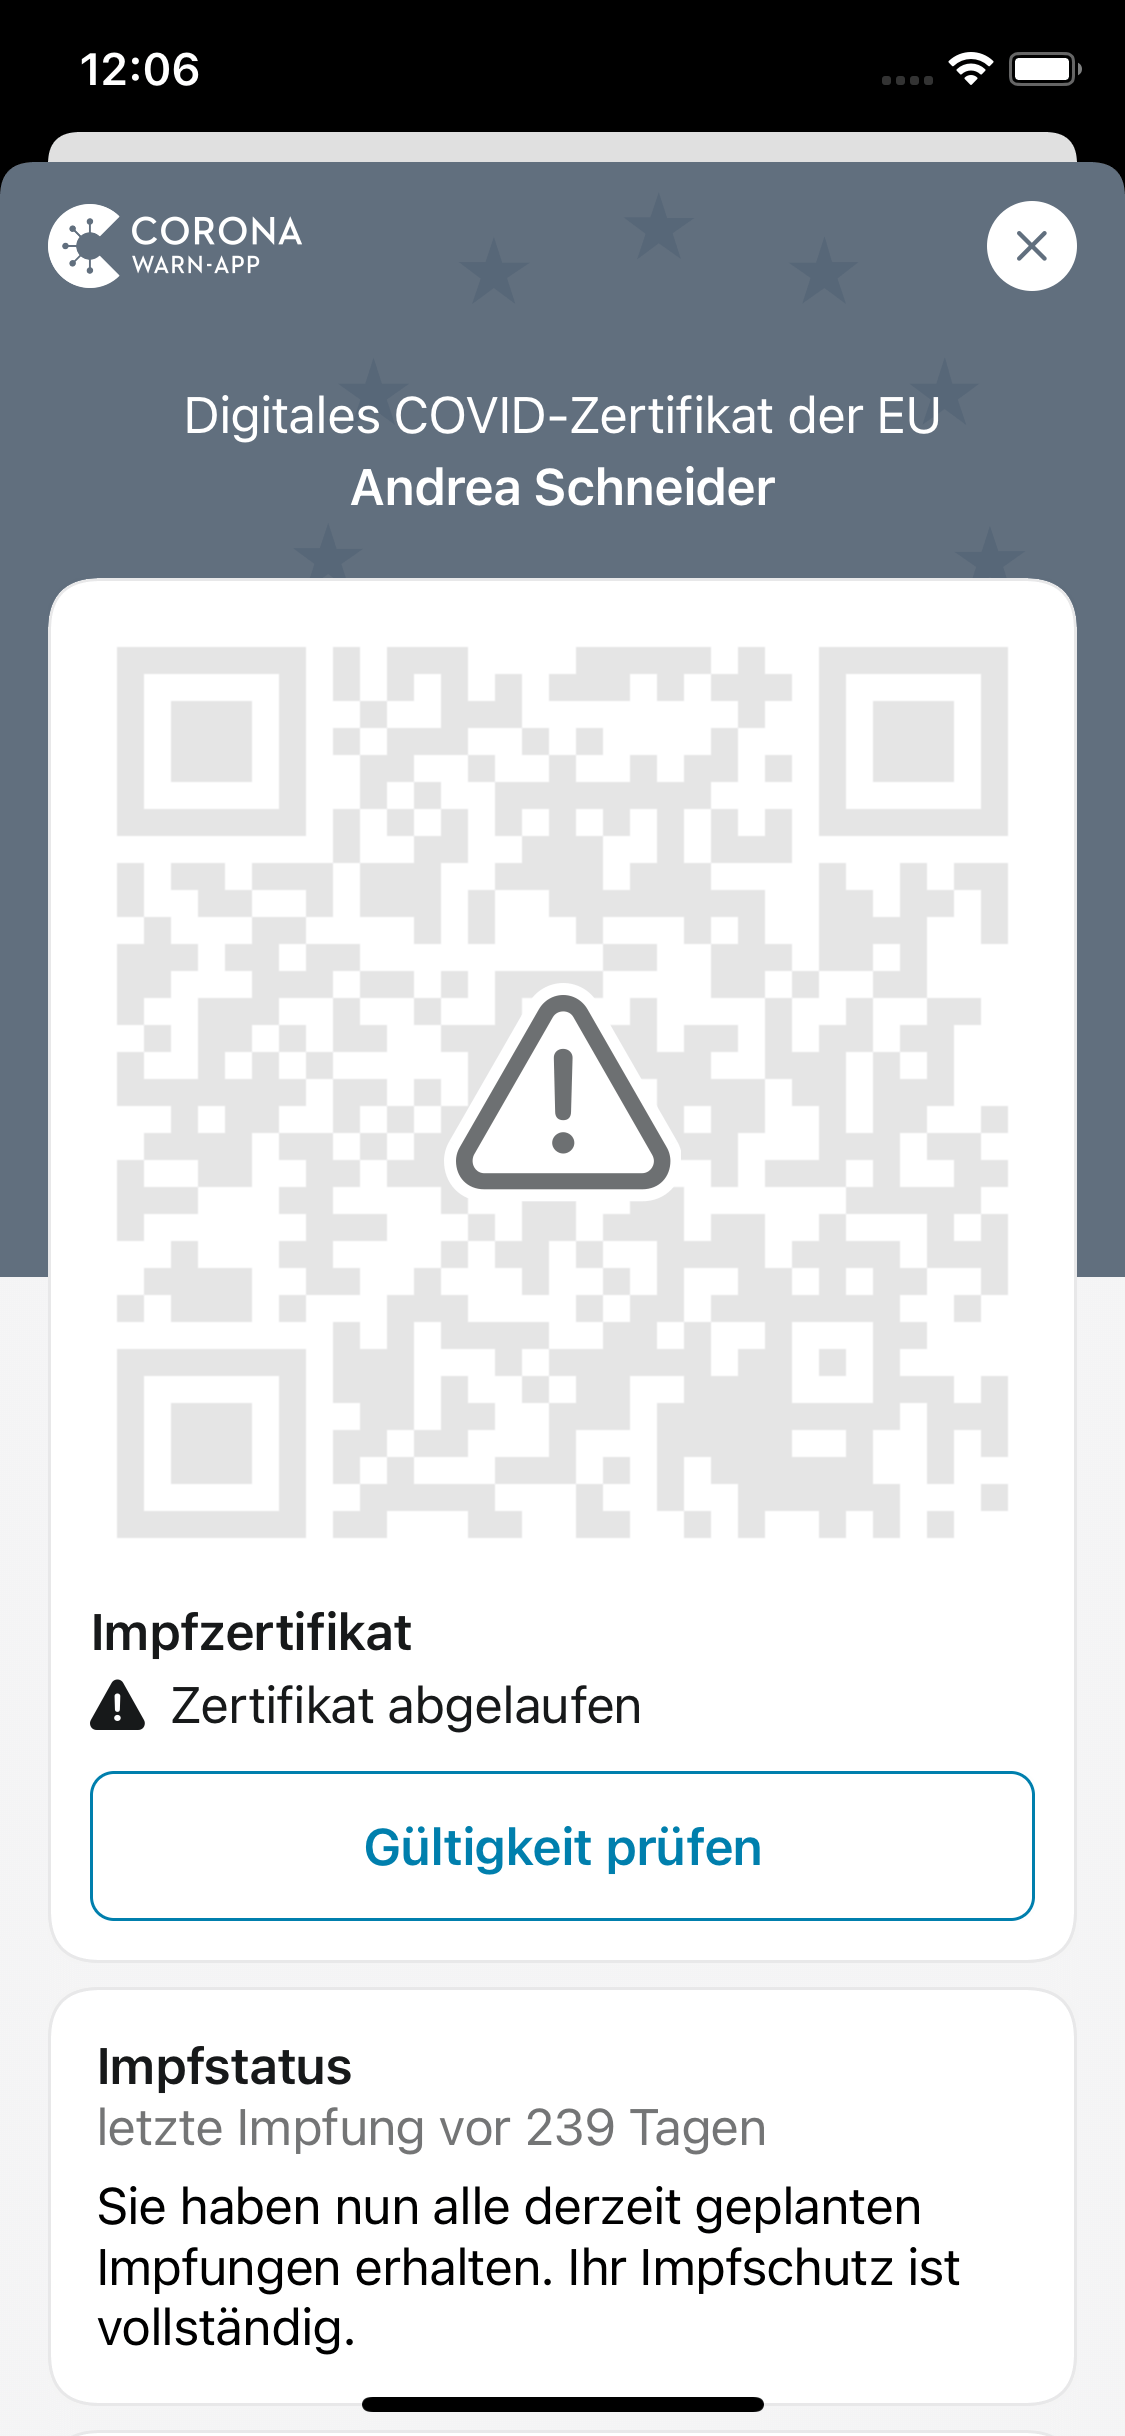 12:06
CORONA
WARN-APP
Digitales COVID-Zertifikat der EU
Andrea Schneider
Impfzertifikat
Zertifikat abgelaufen
Gültigkeit prüfen
Impfstatus
letzte Impfung vor 239 Tagen
Sie haben nun alle derzeit geplanten
Impfungen erhalten. Ihr Impfschutz ist
vollständig.